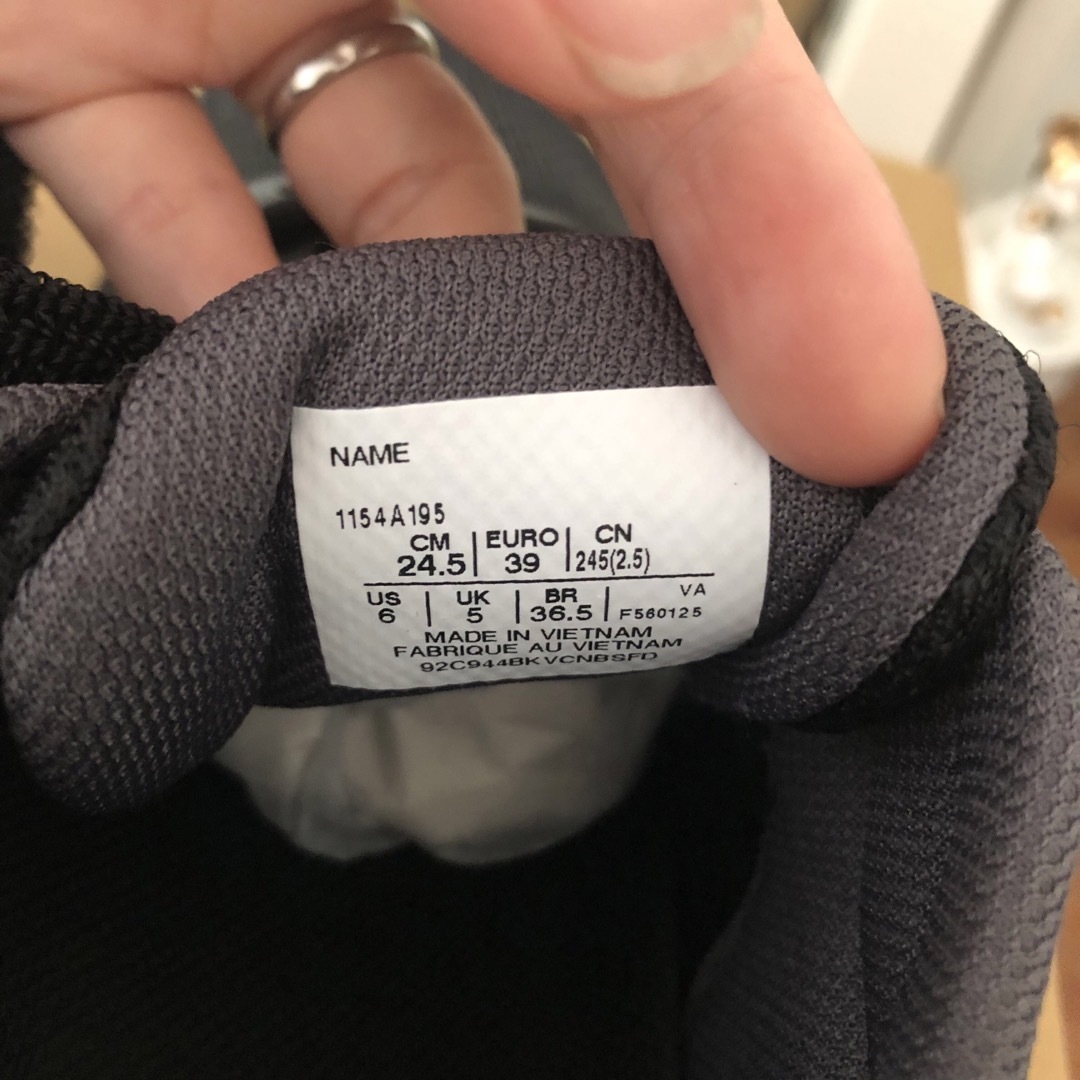 NAME
1154A195
CM EURO CN
24.5 39 245(2.5)
US UK BR VA
6 5 36.5 F560125
MADE IN VIETNAM
FABRIQUE AU VIETNAM
92C944BKVCNBSFD